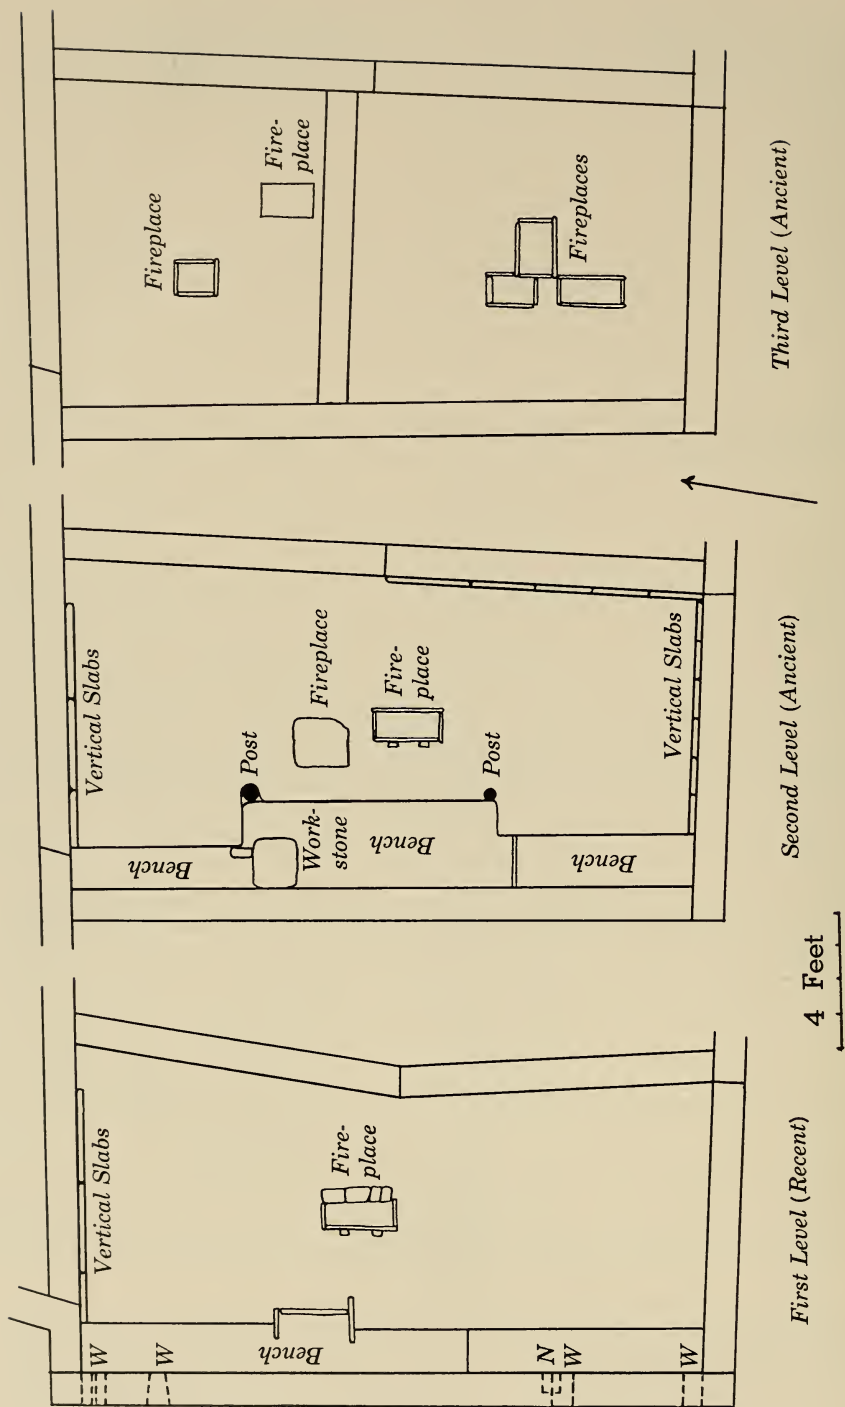 Vertical Slabs
Fire-
place
Bench
W
W
N
W
W
First Level (Recent)
4 Feet
Vertical Slabs
Bench
Work-
stone
Bench
Bench
Post
Post
Fireplace
Fire-
place
Vertical Slabs
Second Level (Ancient)
Fireplace
Fire-
place
Fireplaces
Third Level (Ancient)